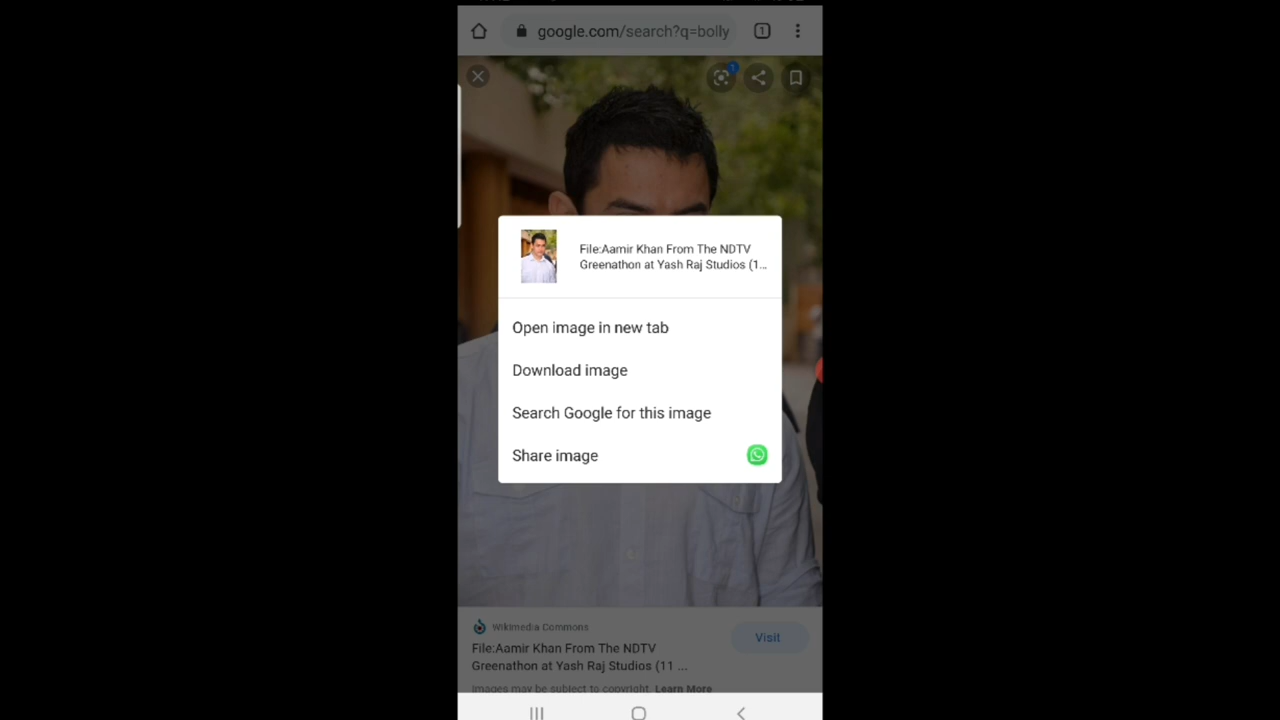 google.com/search?q=bolly
1
1
File:Aamir Khan From The NDTV
Greenathon at Yash Raj Studios (1...
Open image in new tab
Download image
Search Google for this image
Share image
Wikimedia Commons
File:Aamir Khan From The NDTV
Greenathon at Yash Raj Studios (11 ...
Visit
Images may be subject to copyright. Learn More